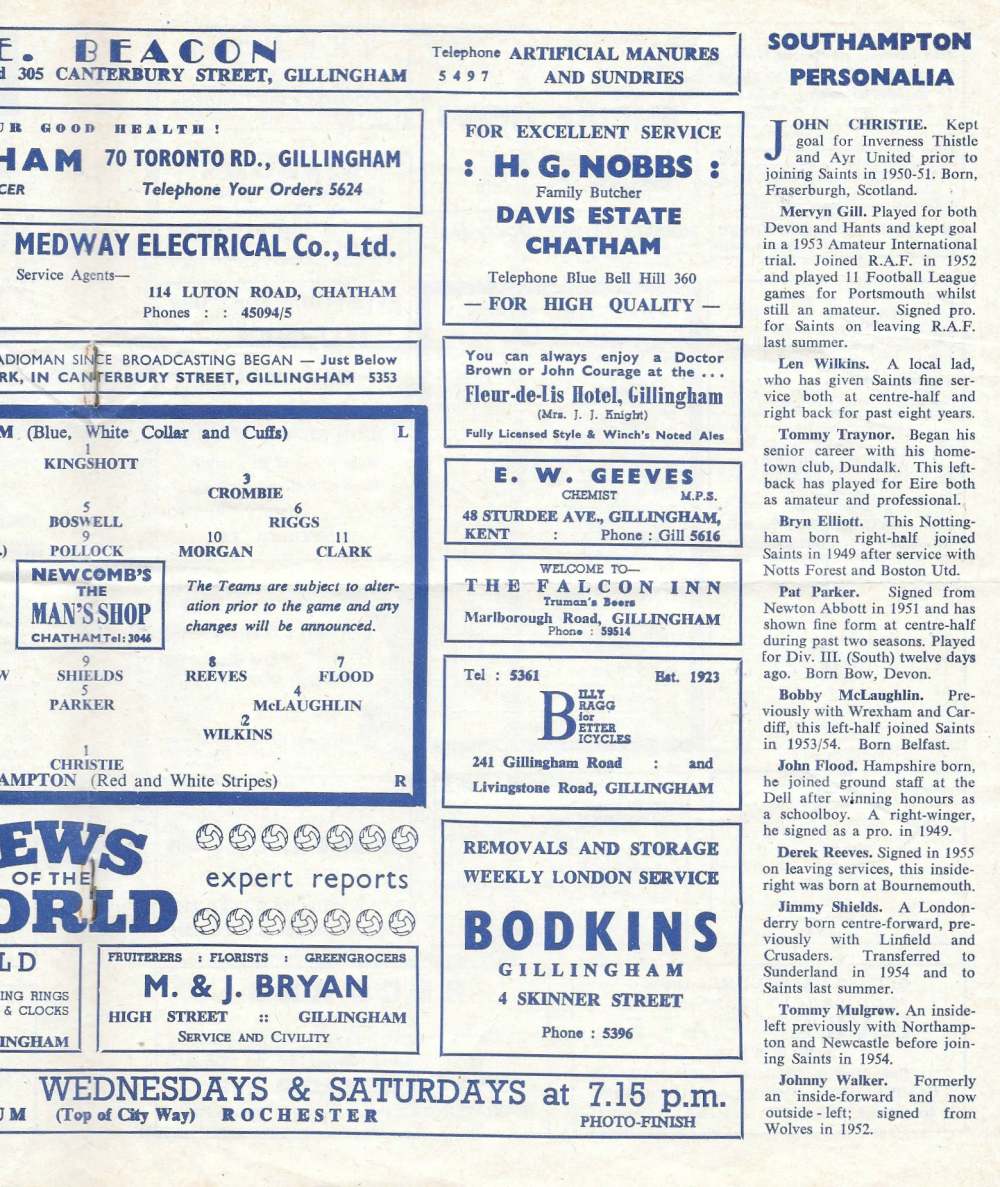 E. BEACON
305 CANTERBURY STREET, GILLINGHAM
Telephone ARTIFICIAL MANURES
5497 AND SUNDRIES
UR GOOD HEALTH!
HAM 70 TORONTO RD., GILLINGHAM
CER Telephone Your Orders 5624
MEDWAY ELECTRICAL Co., Ltd.
Service Agents—
114 LUTON ROAD, CHATHAM
Phones : : 45094/5
ADIOMAN SINCE BROADCASTING BEGAN — Just Below
RK, IN CANTERBURY STREET, GILLINGHAM 5353
M (Blue, White Collar and Cuffs) L
1
KINGSHOTT
3
CROMBIE
5 6
BOSWELL RIGGS
9 10 11
POLLOCK MORGAN CLARK
NEWCOMB'S
THE
MAN'S SHOP
CHATHAM Tel: 3046
The Teams are subject to alter-
ation prior to the game and any
changes will be announced.
9 8 7
W SHIELDS REEVES FLOOD
5 4
PARKER McLAUGHLIN
2
WILKINS
1
CHRISTIE
AMPTON (Red and White Stripes) R
EWS
OF THE
ORLD
expert reports
LD
ING RINGS
& CLOCKS
INGHAM
FRUITERERS : FLORISTS : GREENGROCERS
M. & J. BRYAN
HIGH STREET :: GILLINGHAM
SERVICE AND CIVILITY
WEDNESDAYS & SATURDAYS at 7.15 p.m.
UM (Top of City Way) ROCHESTER PHOTO-FINISH
FOR EXCELLENT SERVICE
: H. G. NOBBS :
Family Butcher
DAVIS ESTATE
CHATHAM
Telephone Blue Bell Hill 360
— FOR HIGH QUALITY —
You can always enjoy a Doctor
Brown or John Courage at the ...
Fleur-de-Lis Hotel, Gillingham
(Mrs. J. J. Knight)
Fully Licensed Style & Winch's Noted Ales
E. W. GEEVES
CHEMIST M.P.S.
48 STURDEE AVE., GILLINGHAM,
KENT : Phone : Gill 5616
WELCOME TO—
THE FALCON INN
Truman's Beers
Marlborough Road, GILLINGHAM
Phone : 59514
Tel : 5361 Est. 1923
BILLY
BRAGG
for
BETTER
BICYCLES
241 Gillingham Road : and
Livingstone Road, GILLINGHAM
REMOVALS AND STORAGE
WEEKLY LONDON SERVICE
BODKINS
GILLINGHAM
4 SKINNER STREET
Phone : 5396
SOUTHAMPTON
PERSONALIA
JOHN CHRISTIE. Kept
goal for Inverness Thistle
and Ayr United prior to
joining Saints in 1950-51. Born,
Fraserburgh, Scotland.
Mervyn Gill. Played for both
Devon and Hants and kept goal
in a 1953 Amateur International
trial. Joined R.A.F. in 1952
and played 11 Football League
games for Portsmouth whilst
still an amateur. Signed pro.
for Saints on leaving R.A.F.
last summer.
Len Wilkins. A local lad,
who has given Saints fine ser-
vice both at centre-half and
right back for past eight years.
Tommy Traynor. Began his
senior career with his home-
town club, Dundalk. This left-
back has played for Eire both
as amateur and professional.
Bryn Elliott. This Notting-
ham born right-half joined
Saints in 1949 after service with
Notts Forest and Boston Utd.
Pat Parker. Signed from
Newton Abbott in 1951 and has
shown fine form at centre-half
during past two seasons. Played
for Div. III. (South) twelve days
ago. Born Bow, Devon.
Bobby McLaughlin. Pre-
viously with Wrexham and Car-
diff, this left-half joined Saints
in 1953/54. Born Belfast.
John Flood. Hampshire born,
he joined ground staff at the
Dell after winning honours as
a schoolboy. A right-winger,
he signed as a pro. in 1949.
Derek Reeves. Signed in 1955
on leaving services, this inside-
right was born at Bournemouth.
Jimmy Shields. A London-
derry born centre-forward, pre-
viously with Linfield and
Crusaders. Transferred to
Sunderland in 1954 and to
Saints last summer.
Tommy Mulgrew. An inside-
left previously with Northamp-
ton and Newcastle before join-
ing Saints in 1954.
Johnny Walker. Formerly
an inside-forward and now
outside-left; signed from
Wolves in 1952.